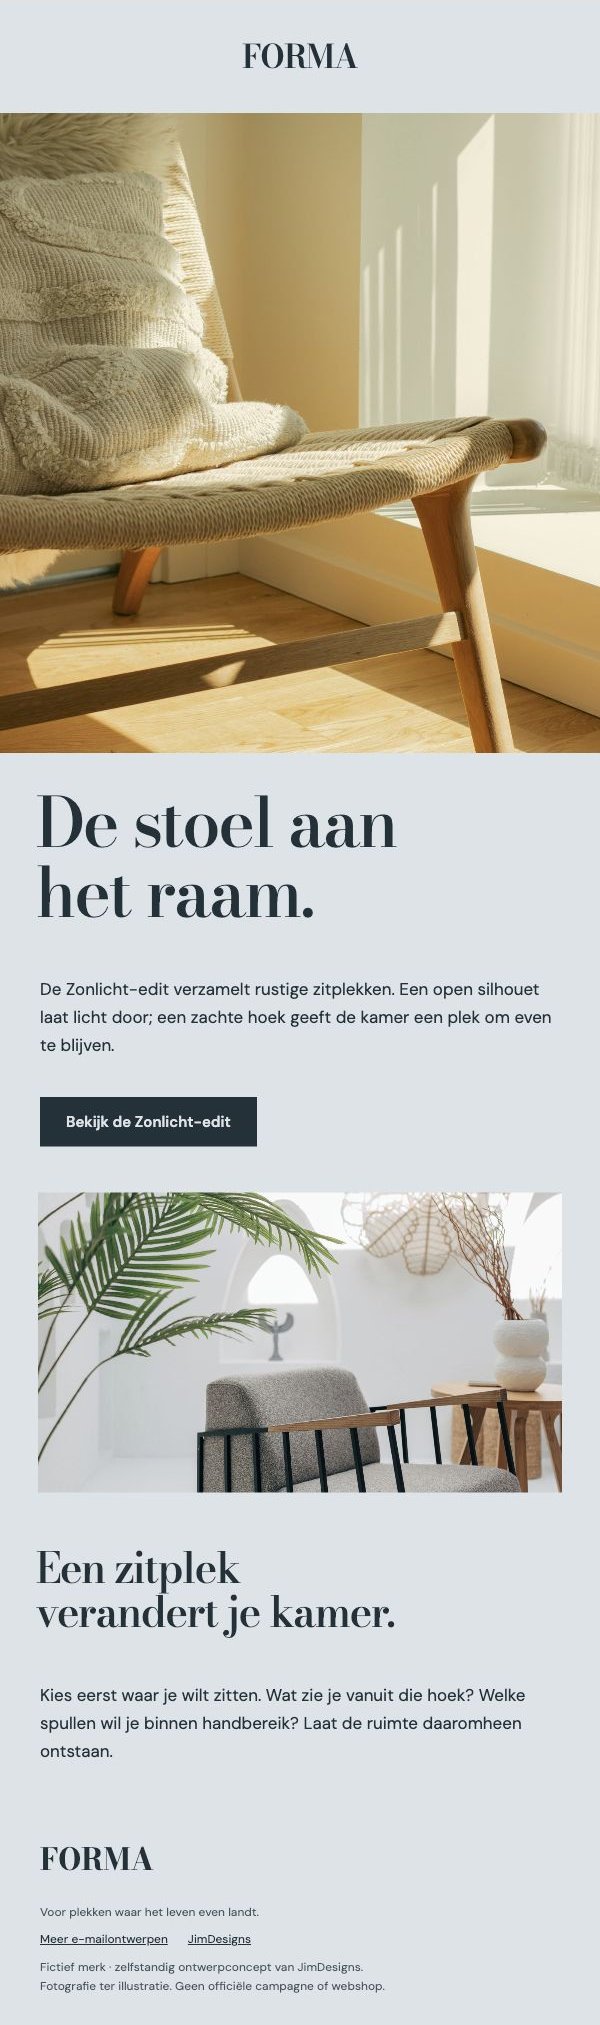 FORMA
De stoel aan
het raam.
De Zonlicht-edit verzamelt rustige zitplekken. Een open silhouet
laat licht door; een zachte hoek geeft de kamer een plek om even
te blijven.
Bekijk de Zonlicht-edit
Een zitplek
verandert je kamer.
Kies eerst waar je wilt zitten. Wat zie je vanuit die hoek? Welke
spullen wil je binnen handbereik? Laat de ruimte daaromheen
ontstaan.
FORMA
Voor plekken waar het leven even landt.
Meer e-mailontwerpen JimDesigns
Fictief merk · zelfstandig ontwerpconcept van JimDesigns.
Fotografie ter illustratie. Geen officiële campagne of webshop.